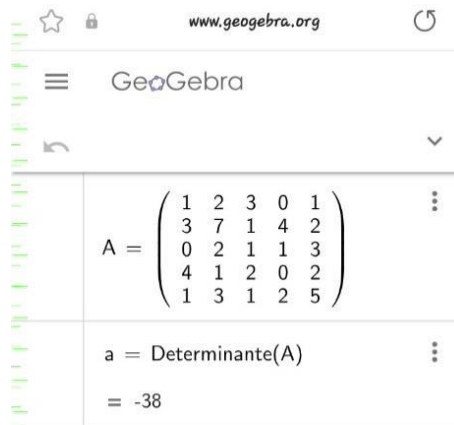 www.geogebra.org
GeoGebra
A = ( 1 2 3 0 1
3 7 1 4 2
0 2 1 1 3
4 1 2 0 2
1 3 1 2 5 )
a = Determinante(A)
= -38